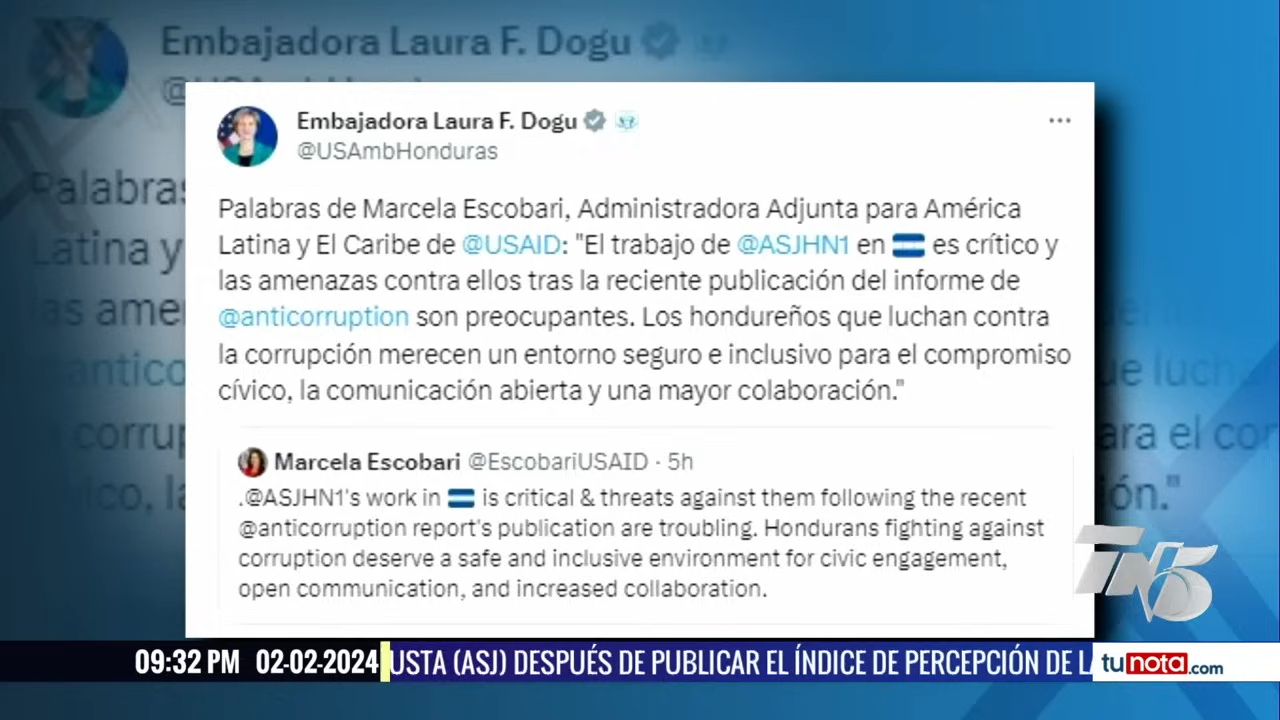 Embajadora Laura F. Dogu
Embajadora Laura F. Dogu
@USAmbHonduras
Palabras de Marcela Escobari, Administradora Adjunta para América
Latina y El Caribe de @USAID: "El trabajo de @ASJHN1 en 🇭🇳 es crítico y
las amenazas contra ellos tras la reciente publicación del informe de
@anticorruption son preocupantes. Los hondureños que luchan contra
la corrupción merecen un entorno seguro e inclusivo para el compromiso
cívico, la comunicación abierta y una mayor colaboración."
Marcela Escobari @EscobariUSAID · 5h
.@ASJHN1's work in 🇭🇳 is critical & threats against them following the recent
@anticorruption report's publication are troubling. Hondurans fighting against
corruption deserve a safe and inclusive environment for civic engagement,
open communication, and increased collaboration.
TN5
09:32 PM 02-02-2024 USTA (ASJ) DESPUÉS DE PUBLICAR EL ÍNDICE DE PERCEPCIÓN DE L
tunota.com